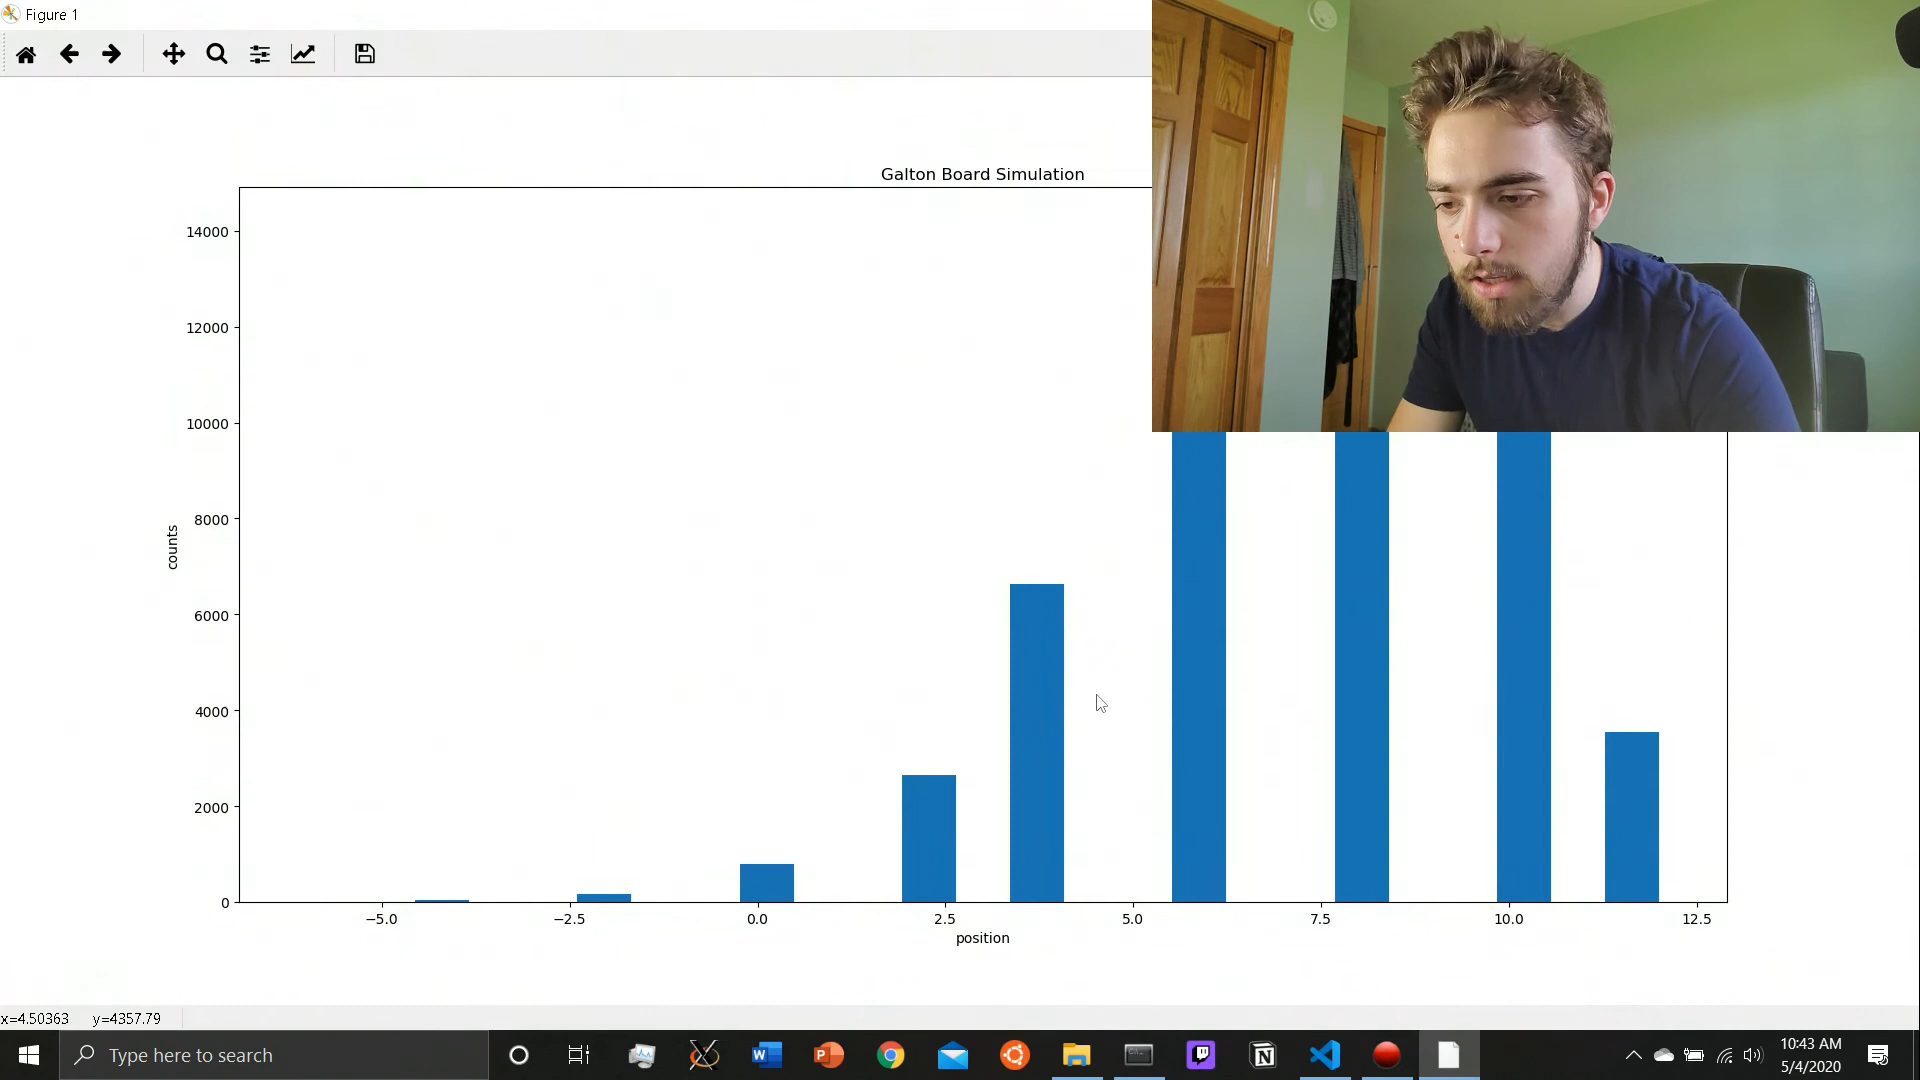 Figure 1
Galton Board Simulation
14000
12000
10000
8000
6000
4000
2000
0
counts
−5.0 −2.5 0.0 2.5 5.0 7.5 10.0 12.5
position
x=4.50363 y=4357.79
Type here to search
10:43 AM
5/4/2020